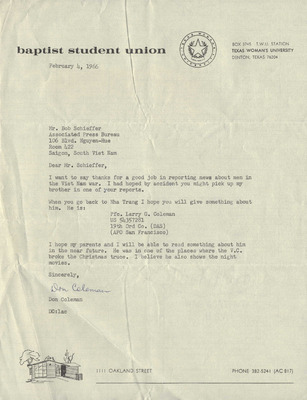 baptist student union
BOX 3749 T.W.U. STATION
TEXAS WOMAN'S UNIVERSITY
DENTON, TEXAS 76204
February 4, 1966
Mr. Bob Schieffer
Associated Press Bureau
106 Blvd. Nguyen-Hue
Room 422
Saigon, South Viet Nam
Dear Mr. Schieffer,
I want to say thanks for a good job in reporting news about men in
the Viet Nam war. I had hoped by accident you might pick up my
brother in one of your reports.
When you go back to Nha Trang I hope you will give something about
him. He is:
Pfc. Larry G. Coleman
US 54357281
19th Ord Co. (DAS)
(APO San Francisco)
I hope my parents and I will be able to read something about him
in the near future. He was in one of the places where the V.C.
broke the Christmas truce. I believe he also shows the night
movies.
Sincerely,
Don Coleman
Don Coleman
DC:lac
1111 OAKLAND STREET
PHONE 382-5241 (AC 817)